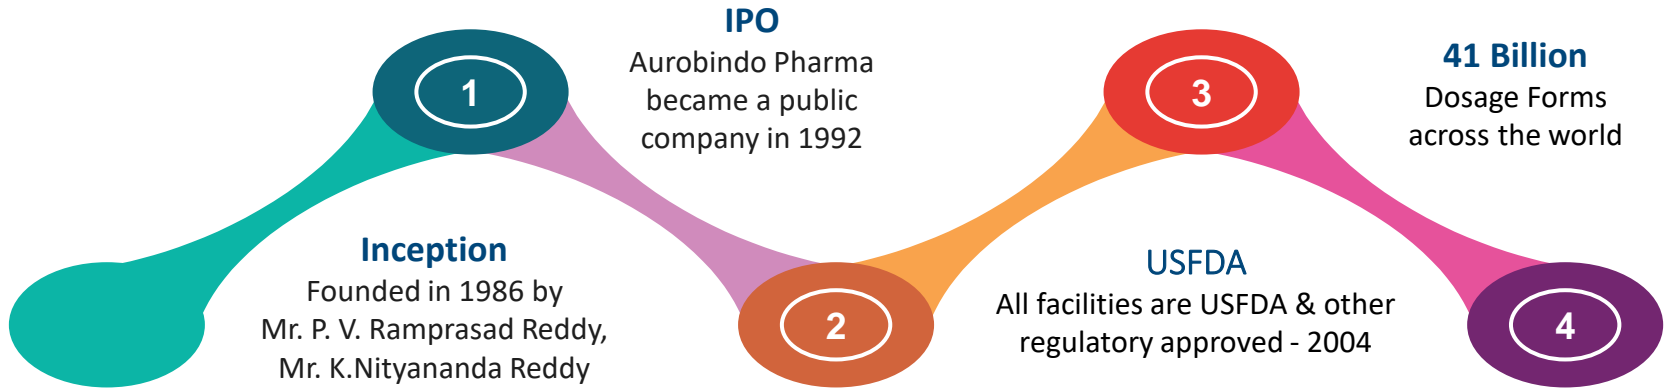 1
Inception
Founded in 1986 by
Mr. P. V. Ramprasad Reddy,
Mr. K.Nityananda Reddy
IPO
Aurobindo Pharma
became a public
company in 1992
2
3
USFDA
All facilities are USFDA & other
regulatory approved - 2004
41 Billion
Dosage Forms
across the world
4